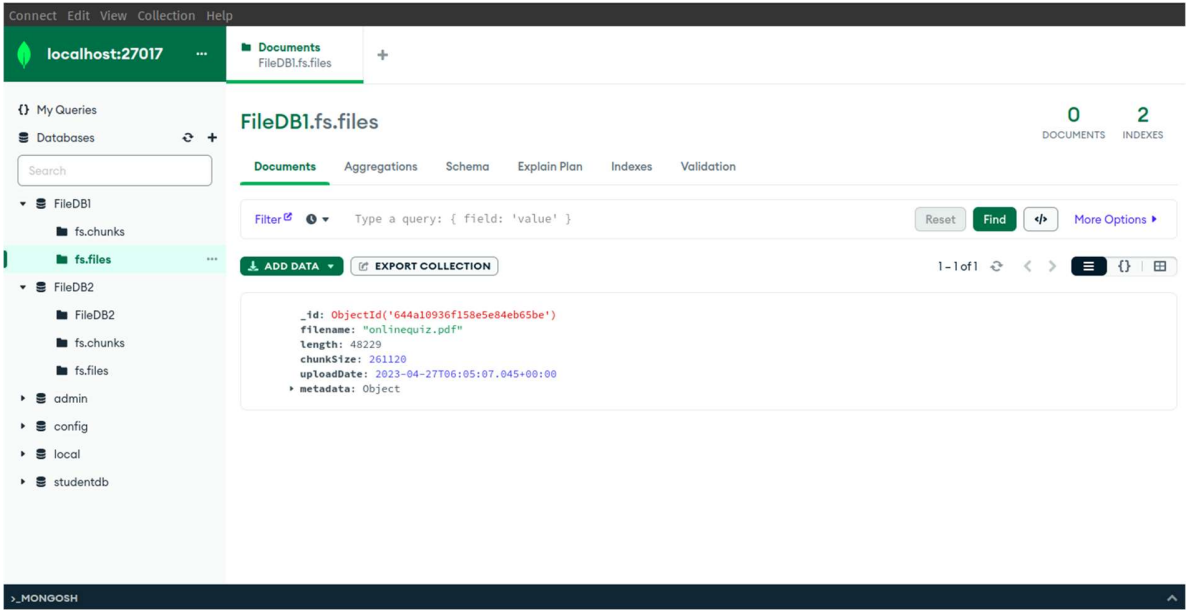 Connect Edit View Collection Help
localhost:27017 ...
Documents
FileDB1.fs.files
+
{} My Queries
Databases
Search
FileDB1
fs.chunks
fs.files ...
FileDB2
FileDB2
fs.chunks
fs.files
admin
config
local
studentdb
FileDB1.fs.files
0
DOCUMENTS
2
INDEXES
Documents Aggregations Schema Explain Plan Indexes Validation
Filter Type a query: { field: 'value' } Reset Find </> More Options
ADD DATA EXPORT COLLECTION 1-1 of 1 {}
_id: ObjectId('644a10936f158e5e84eb65be')
filename: "onlinequiz.pdf"
length: 48229
chunkSize: 261120
uploadDate: 2023-04-27T06:05:07.045+00:00
metadata: Object
>_MONGOSH